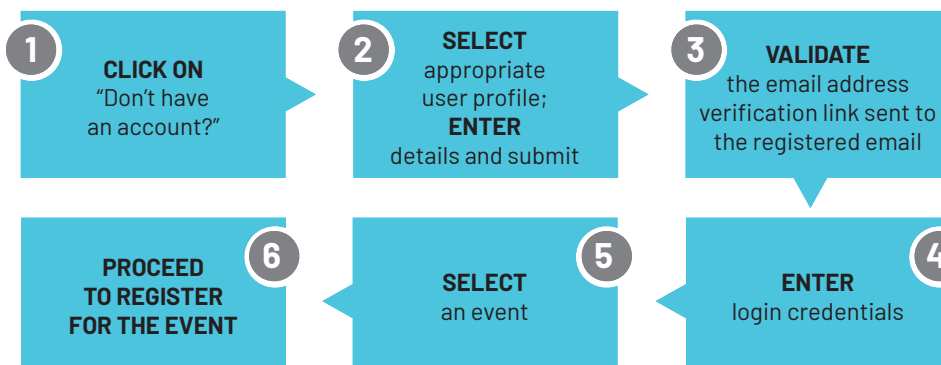 1
CLICK ON
“Don’t have
an account?”
2
SELECT
appropriate
user profile;
ENTER
details and submit
3
VALIDATE
the email address
verification link sent to
the registered email
4
ENTER
login credentials
5
SELECT
an event
6
PROCEED
TO REGISTER
FOR THE EVENT